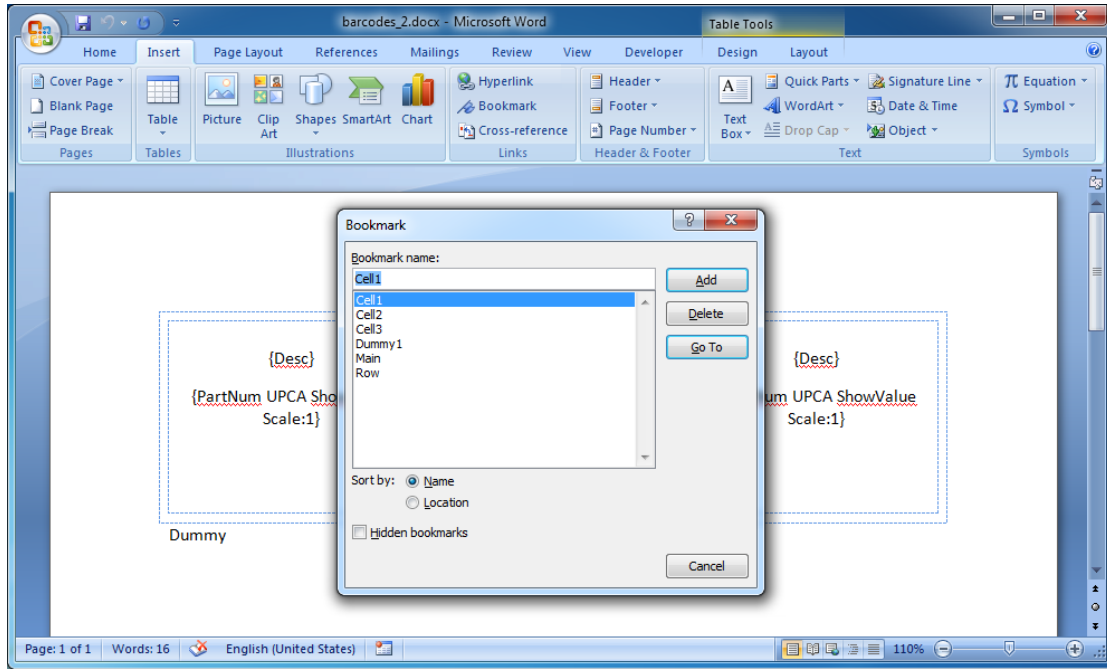 barcodes_2.docx - Microsoft Word
Table Tools
Home Insert Page Layout References Mailings Review View Developer Design Layout
Cover Page
Blank Page
Page Break
Pages
Table
Tables
Picture
Clip Art
Shapes
SmartArt
Chart
Illustrations
Hyperlink
Bookmark
Cross-reference
Links
Header
Footer
Page Number
Header & Footer
A
Text Box
Quick Parts
WordArt
Drop Cap
Signature Line
Date & Time
Object
Text
π Equation
Ω Symbol
Symbols
Bookmark
Bookmark name:
Cell1
Add
Cell1
Cell2
Cell3
Dummy1
Main
Row
Delete
Go To
Sort by: Name
Location
Hidden bookmarks
Cancel
{Desc}
{PartNum UPCA Sho
Scale:1}
{Desc}
um UPCA ShowValue
Scale:1}
Dummy
Page: 1 of 1 Words: 16 English (United States) 110%